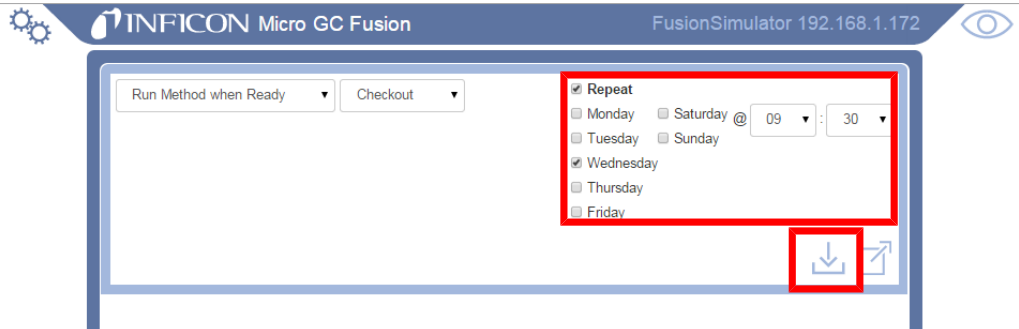 INFICON Micro GC Fusion FusionSimulator 192.168.1.172
Run Method when Ready Checkout
Repeat
Monday Saturday @ 09 : 30
Tuesday Sunday
Wednesday
Thursday
Friday